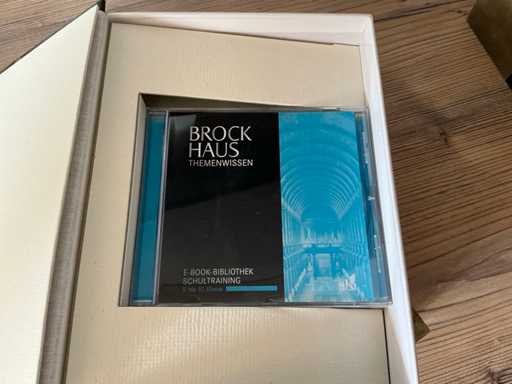 BROCK
HAUS
THEMENWISSEN
E-BOOK-BIBLIOTHEK
SCHULTRAINING